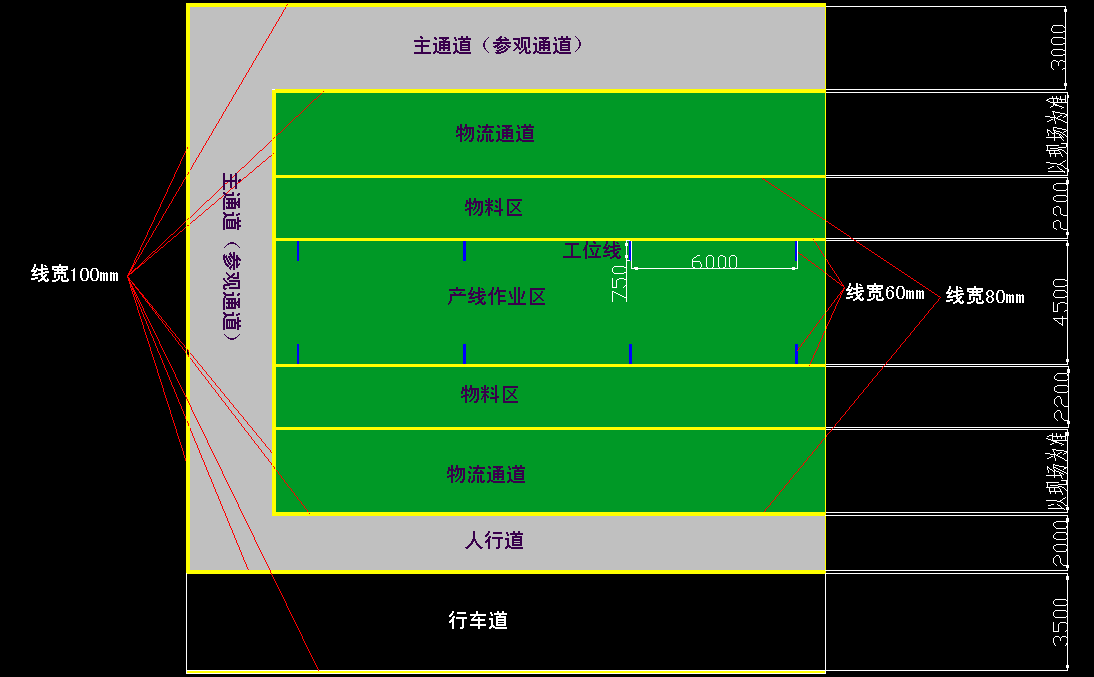 主通道（参观通道）
3000
物流通道
以现场为准
主通道（参观通道）
物料区
2200
工位线
6000
750
线宽100mm
产线作业区
线宽60mm
线宽80mm
4500
物料区
2200
物流通道
以现场为准
人行道
2000
行车道
3500